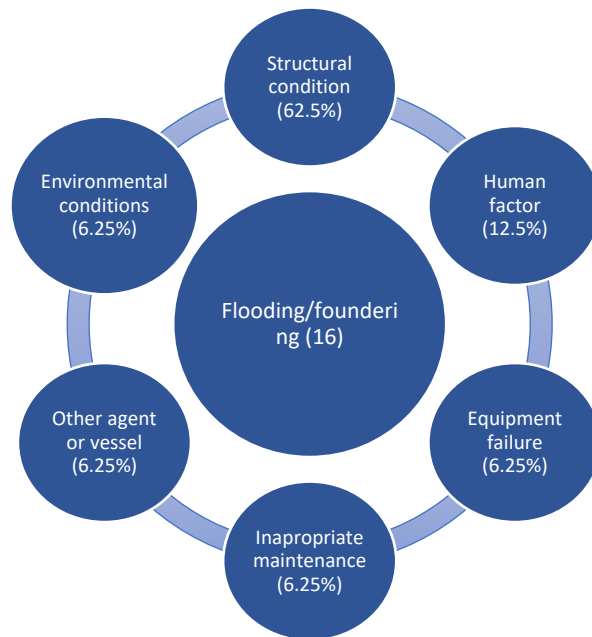 Structural
condition
(62.5%)
Human
factor
(12.5%)
Equipment
failure
(6.25%)
Inapropriate
maintenance
(6.25%)
Other agent
or vessel
(6.25%)
Environmental
conditions
(6.25%)
Flooding/founderi
ng (16)